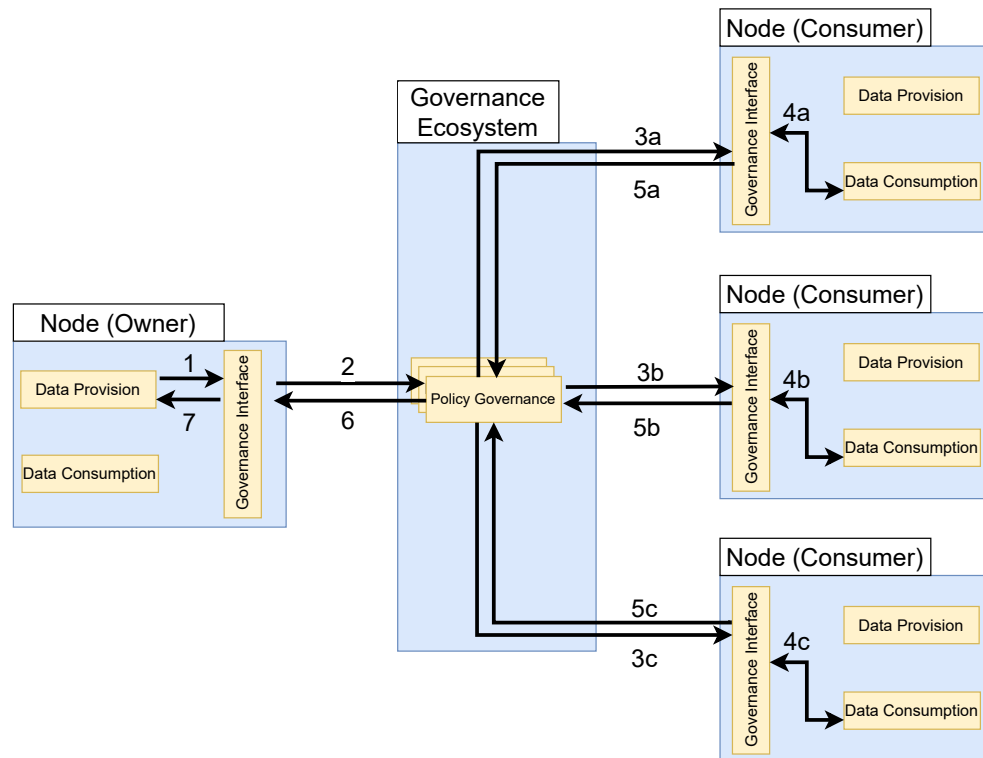 Node (Consumer)
Governance Interface
Data Provision
4a
Data Consumption
Governance
Ecosystem
3a
5a
Node (Owner)
1
Data Provision
7
Data Consumption
Governance Interface
2
6
Policy Governance
3b
5b
Node (Consumer)
Governance Interface
Data Provision
4b
Data Consumption
5c
3c
Node (Consumer)
Governance Interface
Data Provision
4c
Data Consumption